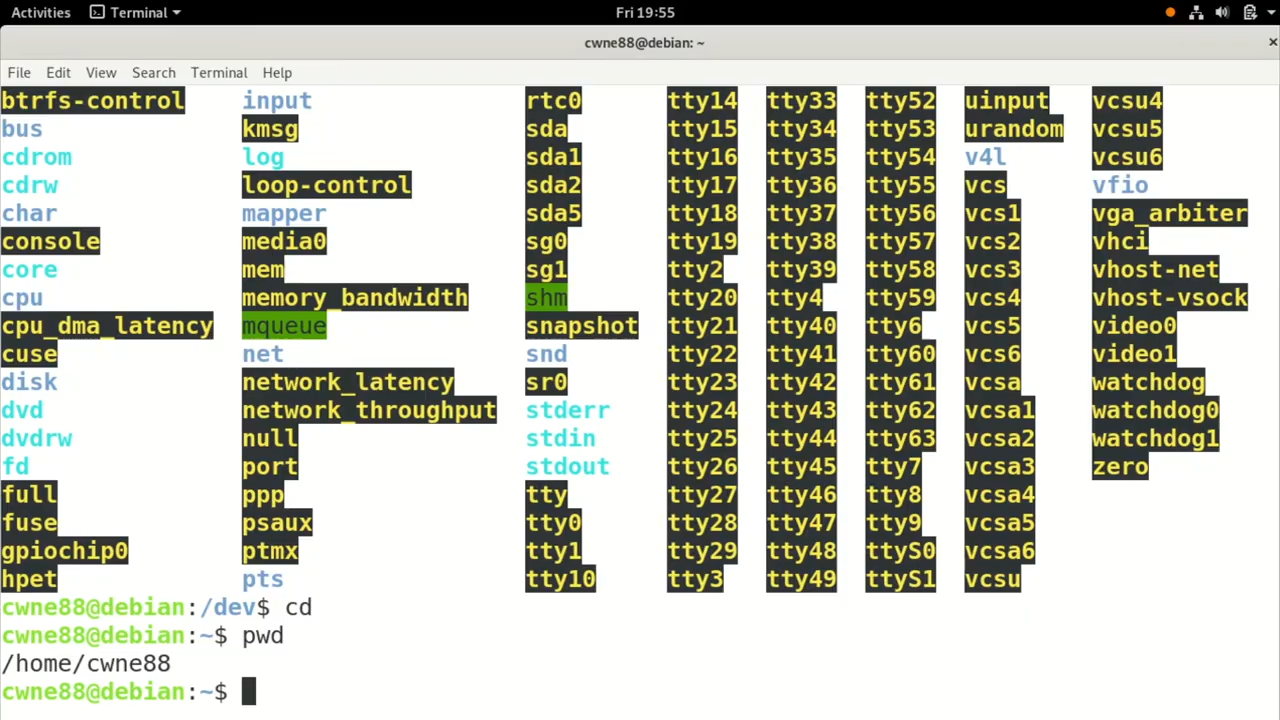 Activities Terminal Fri 19:55
cwne88@debian: ~ ×
File Edit View Search Terminal Help
btrfs-control input rtc0 tty14 tty33 tty52 uinput vcsu4
bus kmsg sda tty15 tty34 tty53 urandom vcsu5
cdrom log sda1 tty16 tty35 tty54 v4l vcsu6
cdrw loop-control sda2 tty17 tty36 tty55 vcs vfio
char mapper sda5 tty18 tty37 tty56 vcs1 vga_arbiter
console media0 sg0 tty19 tty38 tty57 vcs2 vhci
core mem sg1 tty2 tty39 tty58 vcs3 vhost-net
cpu memory_bandwidth shm tty20 tty4 tty59 vcs4 vhost-vsock
cpu_dma_latency mqueue snapshot tty21 tty40 tty6 vcs5 video0
cuse net snd tty22 tty41 tty60 vcs6 video1
disk network_latency sr0 tty23 tty42 tty61 vcsa watchdog
dvd network_throughput stderr tty24 tty43 tty62 vcsa1 watchdog0
dvdrw null stdin tty25 tty44 tty63 vcsa2 watchdog1
fd port stdout tty26 tty45 tty7 vcsa3 zero
full ppp tty tty27 tty46 tty8 vcsa4
fuse psaux tty0 tty28 tty47 tty9 vcsa5
gpiochip0 ptmx tty1 tty29 tty48 ttyS0 vcsa6
hpet pts tty10 tty3 tty49 ttyS1 vcsu
cwne88@debian:/dev$ cd
cwne88@debian:~$ pwd
/home/cwne88
cwne88@debian:~$